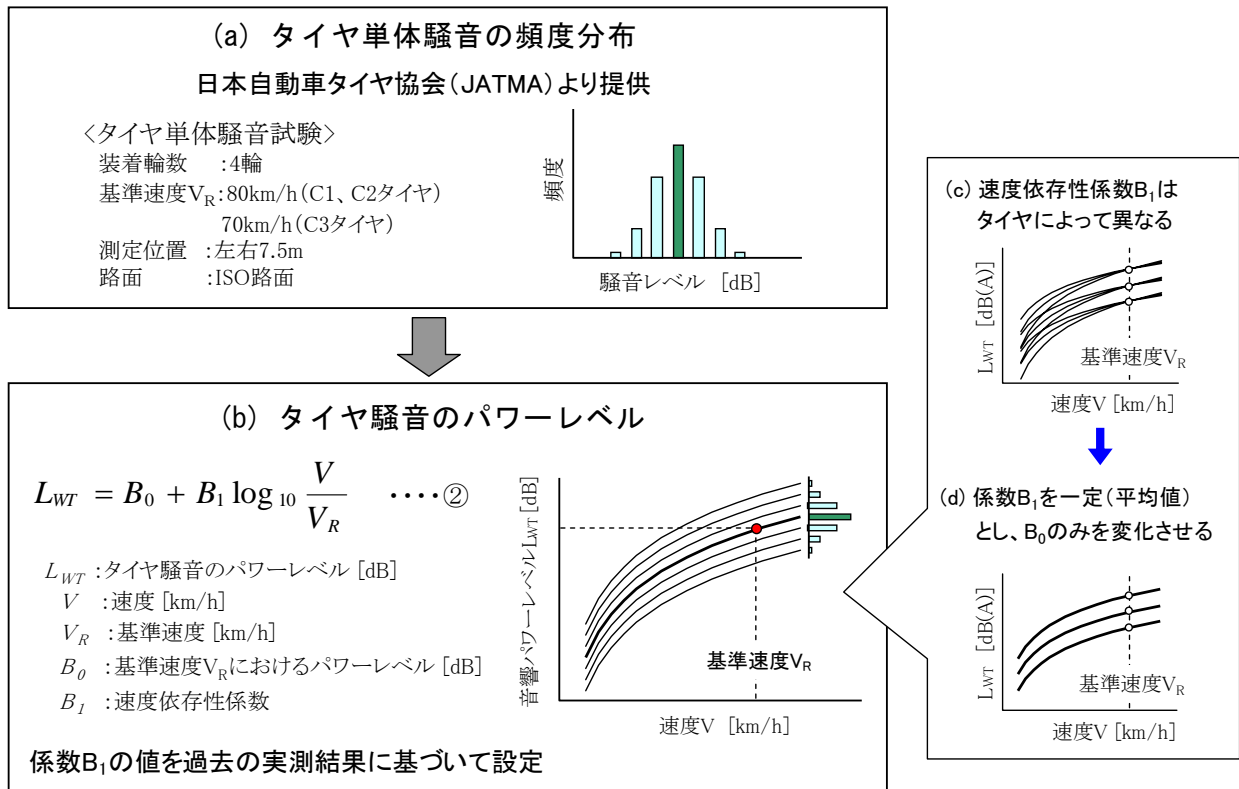 (a) タイヤ単体騒音の頻度分布
日本自動車タイヤ協会(JATMA)より提供
<タイヤ単体騒音試験>
装着輪数 :4輪
基準速度VR:80km/h(C1、C2タイヤ)
70km/h(C3タイヤ)
測定位置 :左右7.5m
路面 :ISO路面
頻度
騒音レベル [dB]
(b) タイヤ騒音のパワーレベル
LWT = B0 + B1 log10 V/VR ····②
LWT :タイヤ騒音のパワーレベル [dB]
V :速度 [km/h]
VR :基準速度 [km/h]
B0 :基準速度VRにおけるパワーレベル [dB]
B1 :速度依存性係数
係数B1の値を過去の実測結果に基づいて設定
音響パワーレベルLWT[dB]
基準速度VR
速度V [km/h]
(c) 速度依存性係数B1は
タイヤによって異なる
LWT [dB(A)]
基準速度VR
速度V [km/h]
(d) 係数B1を一定(平均値)
とし、B0のみを変化させる
LWT [dB(A)]
基準速度VR
速度V [km/h]